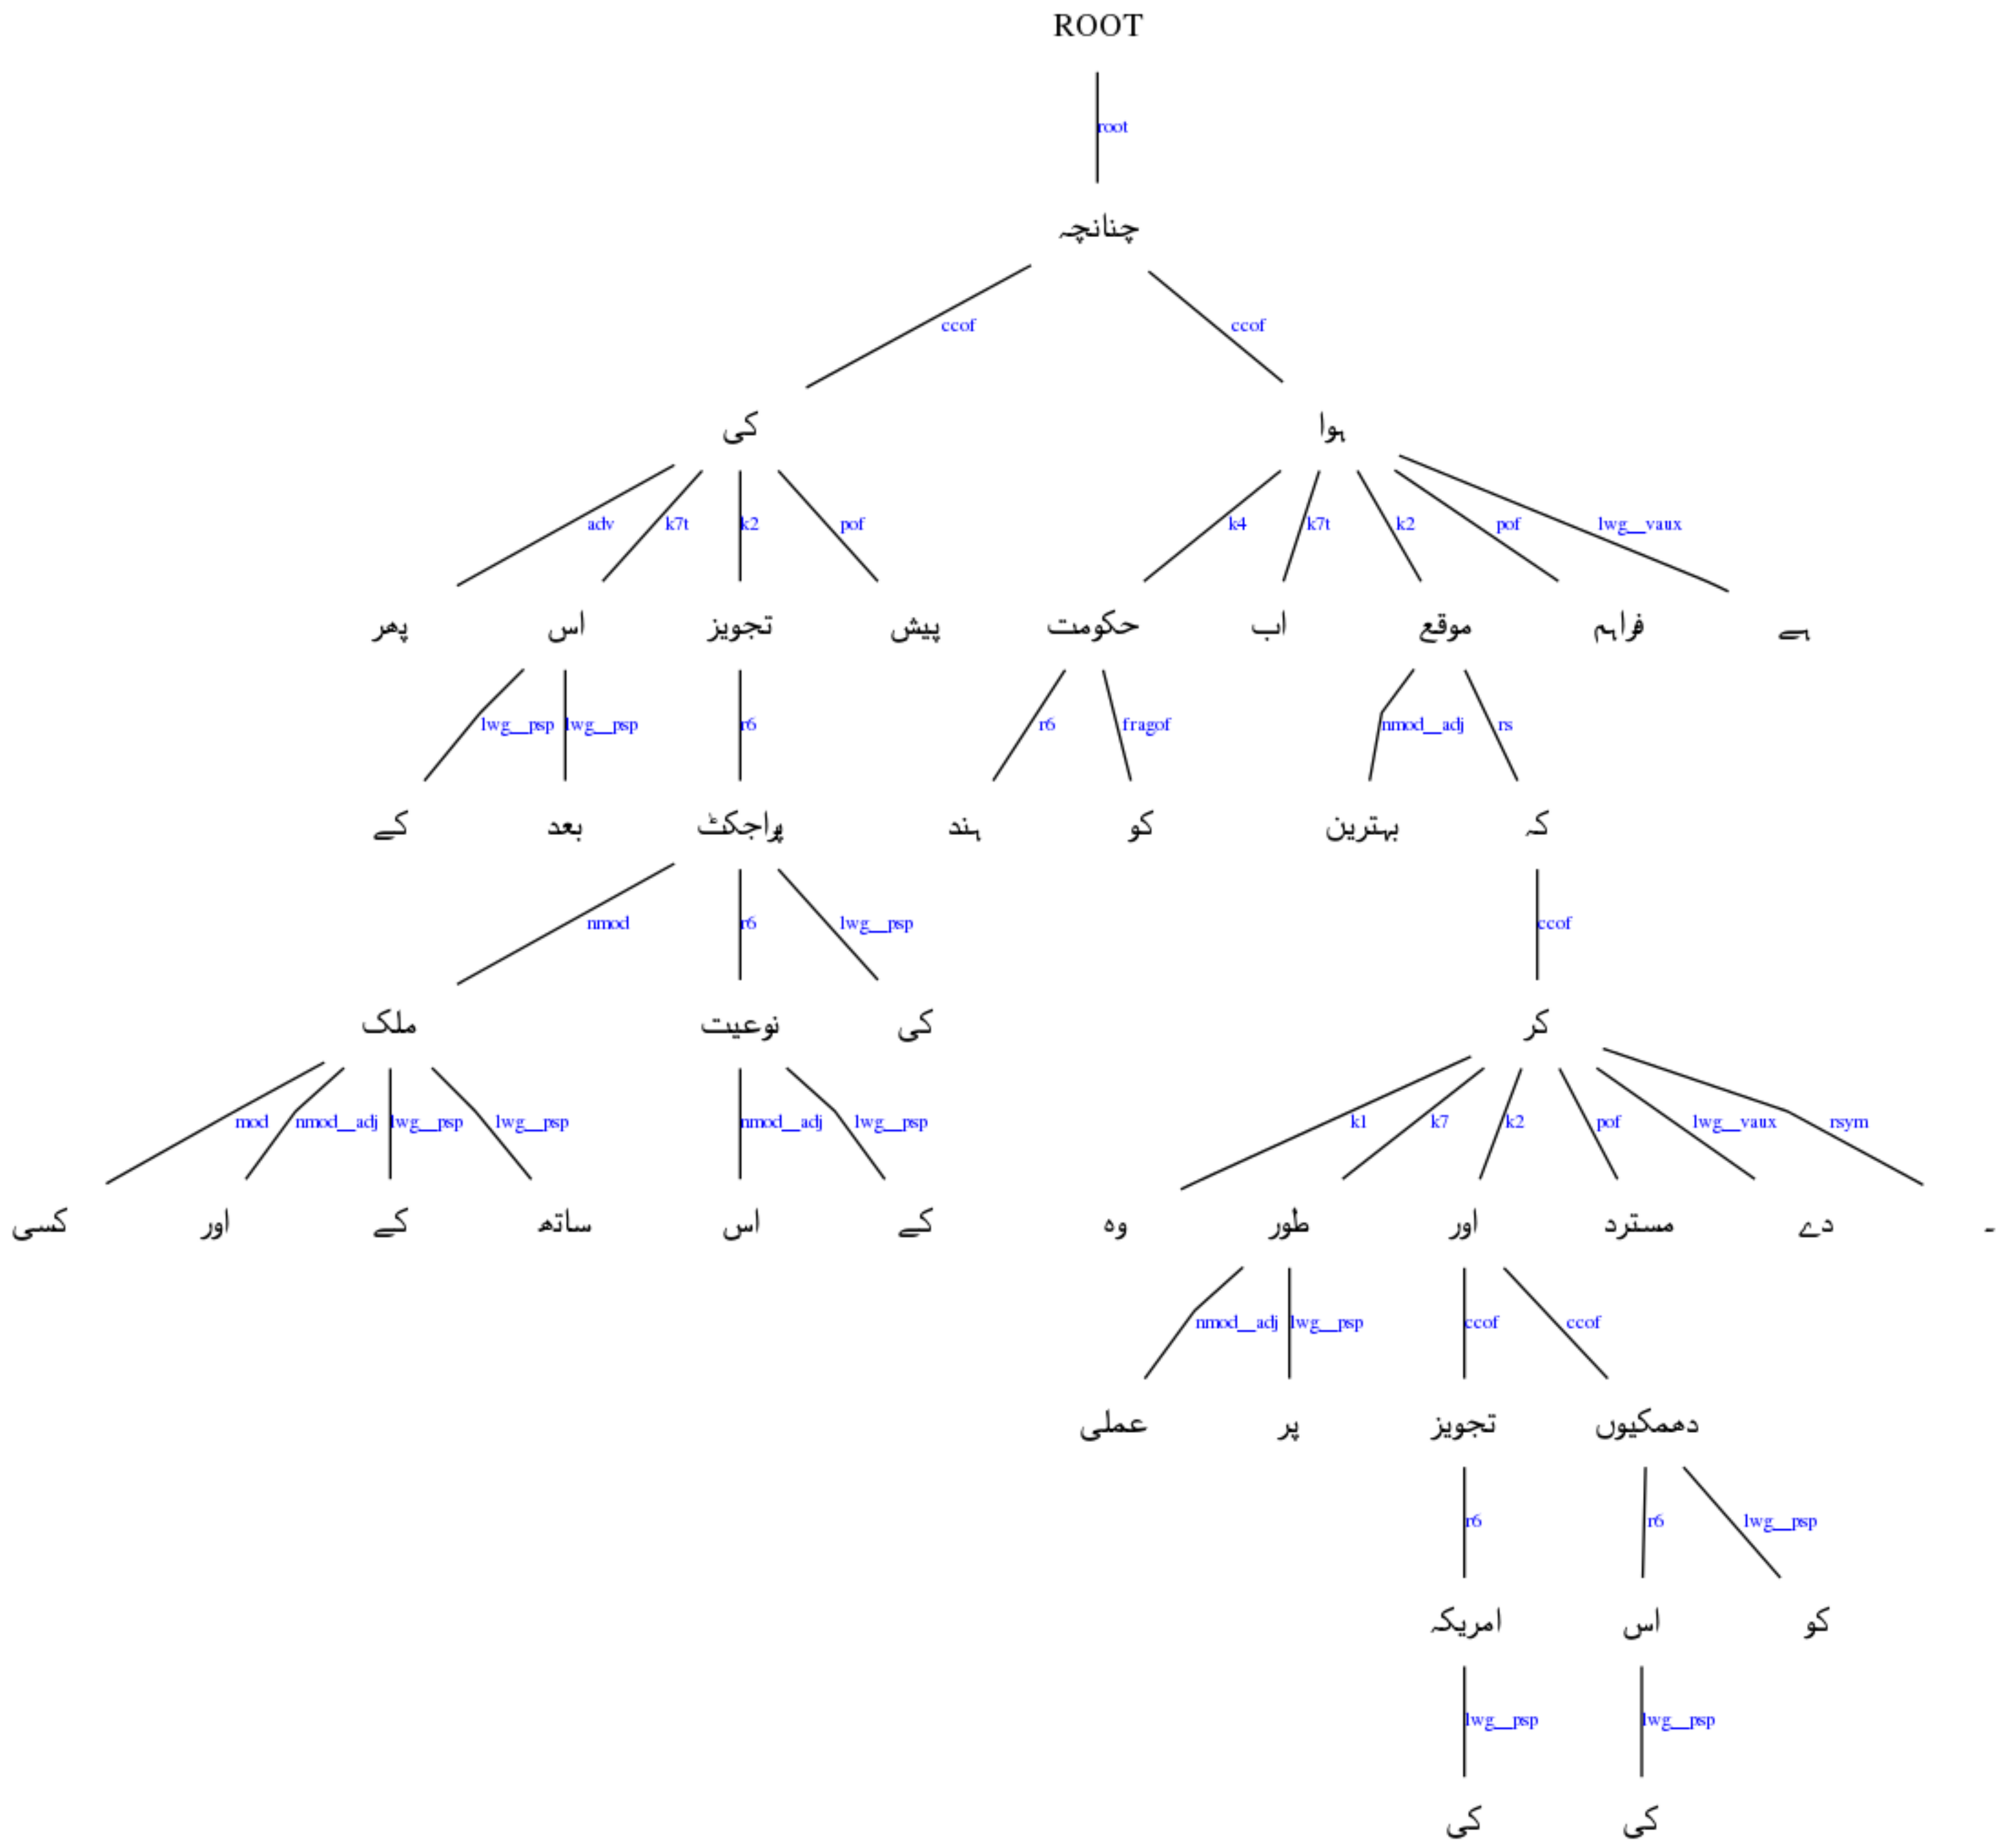 ROOT
root
چنانچہ
ccof ccof
کی ہوا
adv k7t k2 pof k4 k7t k2 pof lwg__vaux
پھر اس تجویز پیش حکومت اب موقع فراہم ہے
lwg__psp lwg__psp r6 r6 fragof nmod__adj rs
کے بعد پراجکٹ ہند کو بہترین کہ
nmod r6 lwg__psp ccof
ملک نوعیت کی کر
mod nmod__adj lwg__psp lwg__psp nmod__adj lwg__psp k1 k7 k2 pof lwg__vaux rsym
کسی اور کے ساتھ اس کے وہ طور اور مسترد دے ۔
nmod__adj lwg__psp ccof ccof
عملی پر تجویز دھمکیوں
r6 r6 lwg__psp
امریکہ اس کو
lwg__psp lwg__psp
کی کی